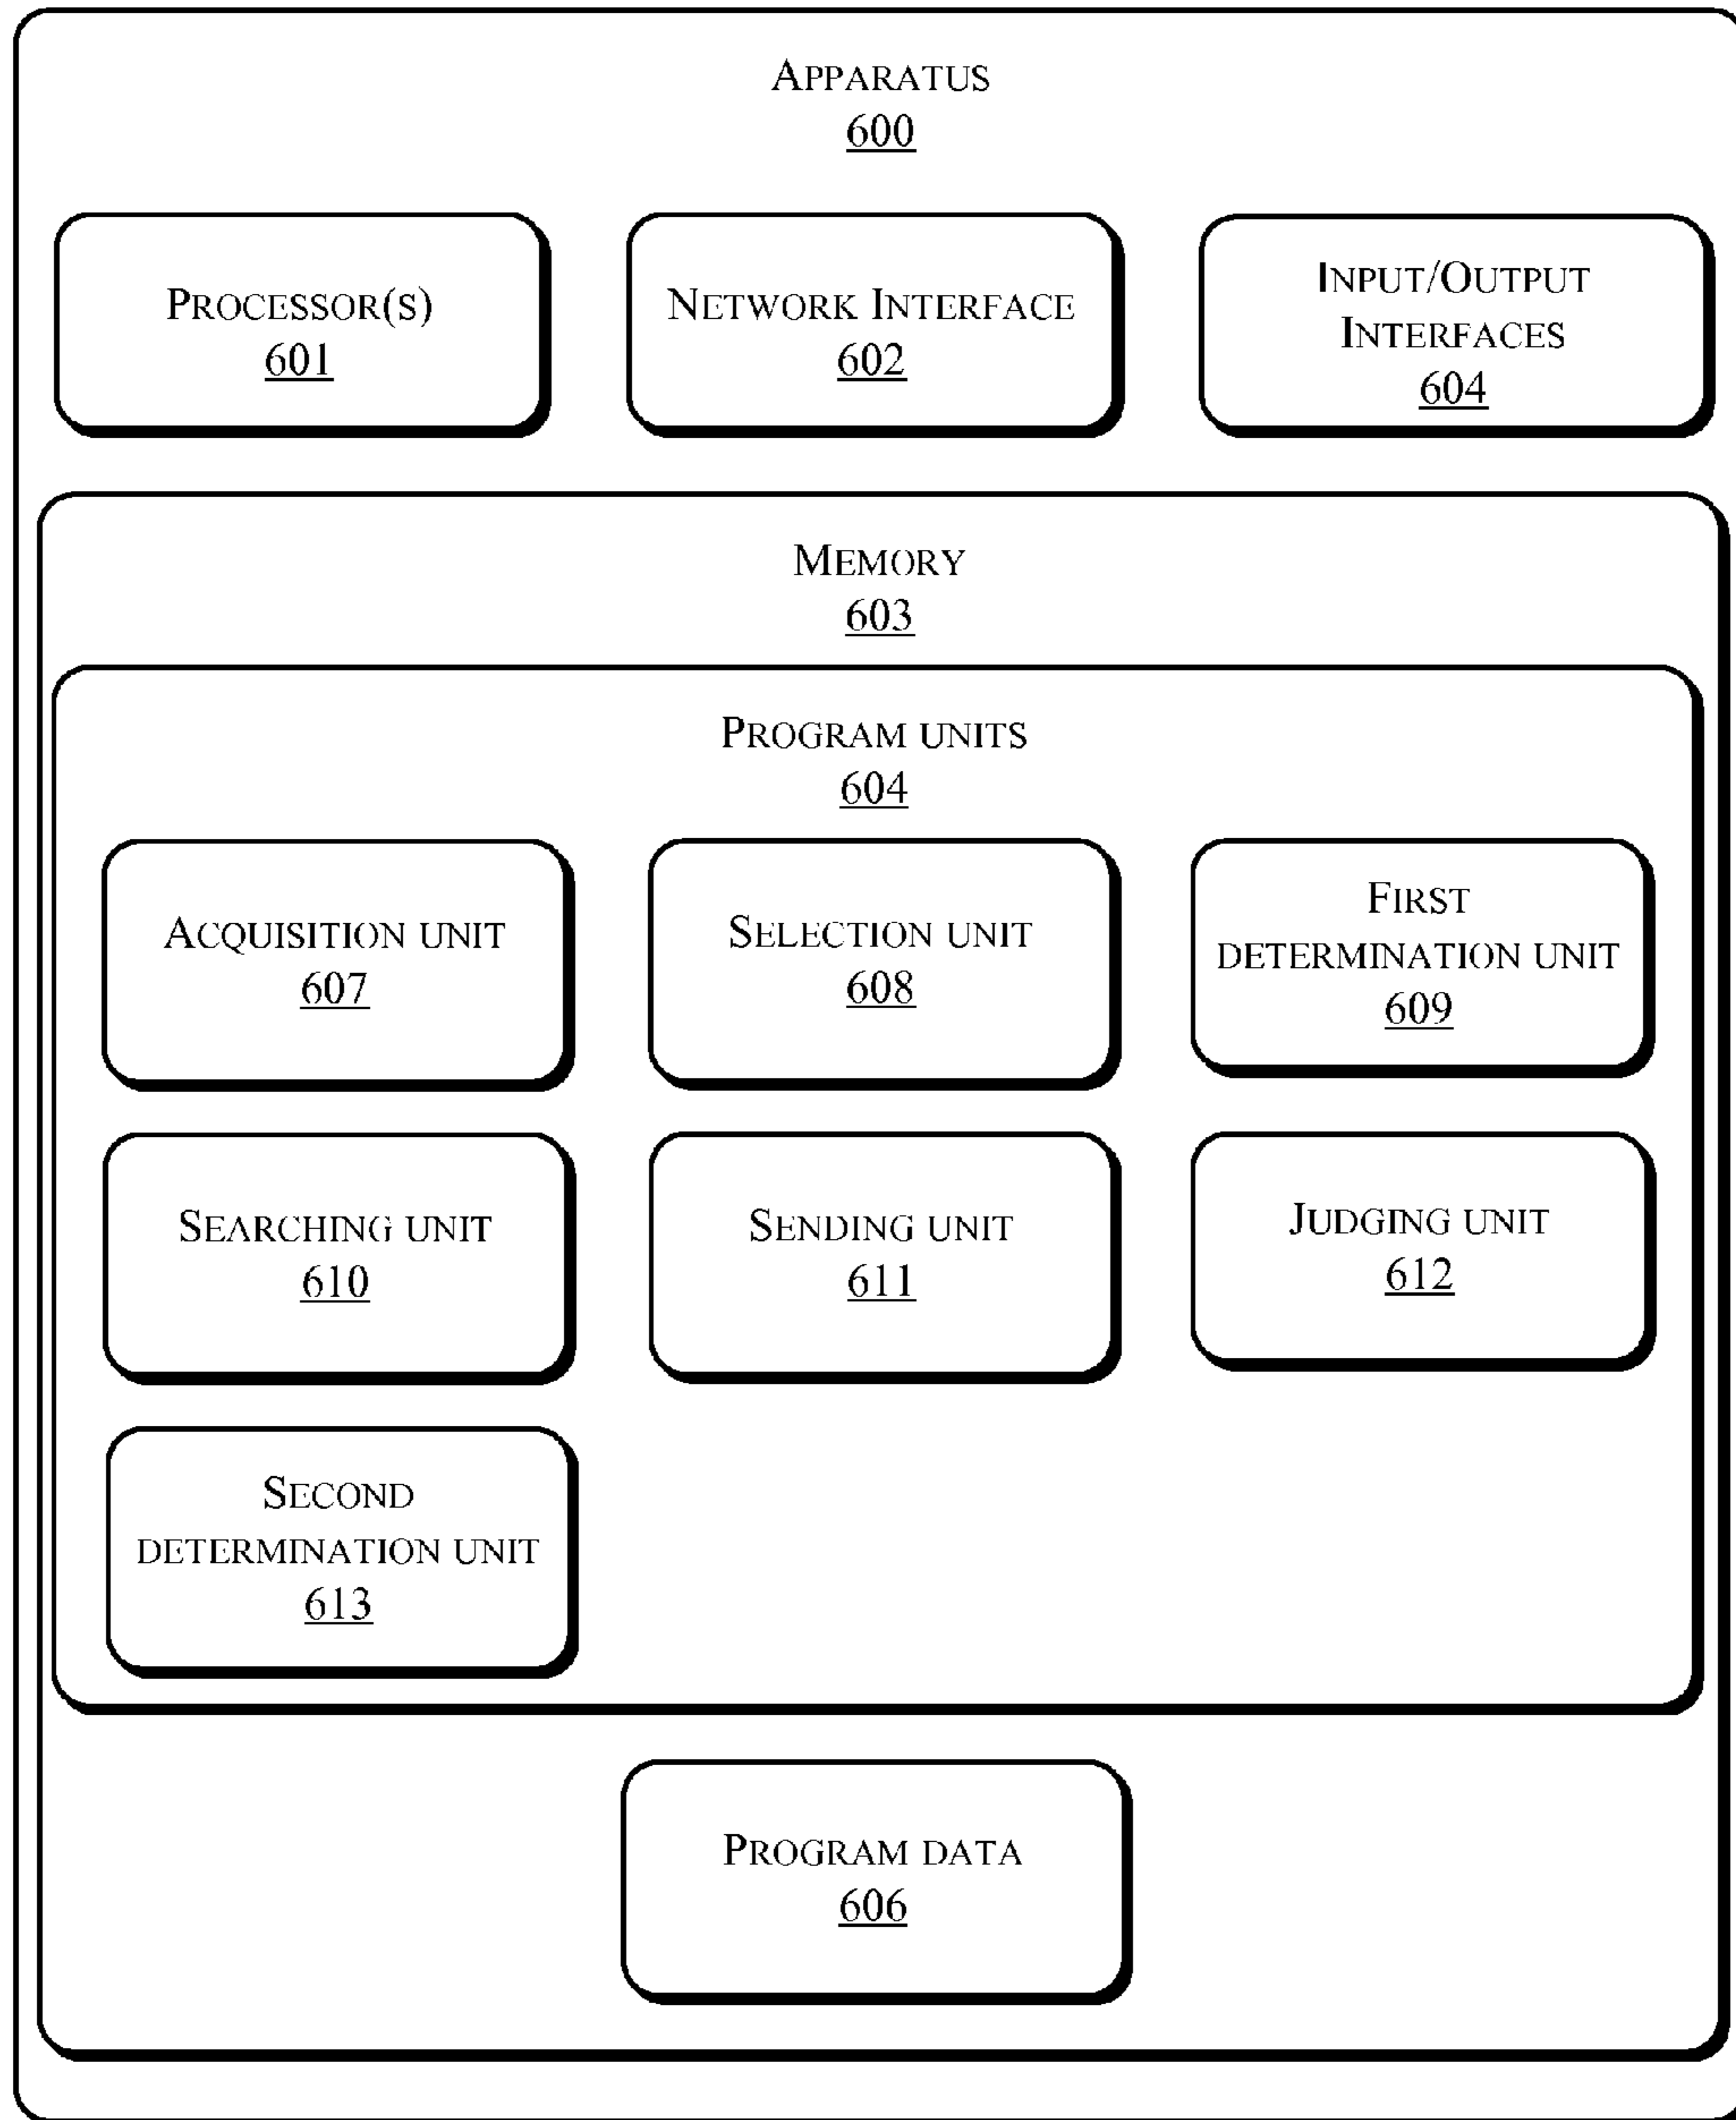 APPARATUS
600
PROCESSOR(S)
601
NETWORK INTERFACE
602
INPUT/OUTPUT
INTERFACES
604
MEMORY
603
PROGRAM UNITS
604
ACQUISITION UNIT
607
SELECTION UNIT
608
FIRST
DETERMINATION UNIT
609
SEARCHING UNIT
610
SENDING UNIT
611
JUDGING UNIT
612
SECOND
DETERMINATION UNIT
613
PROGRAM DATA
606